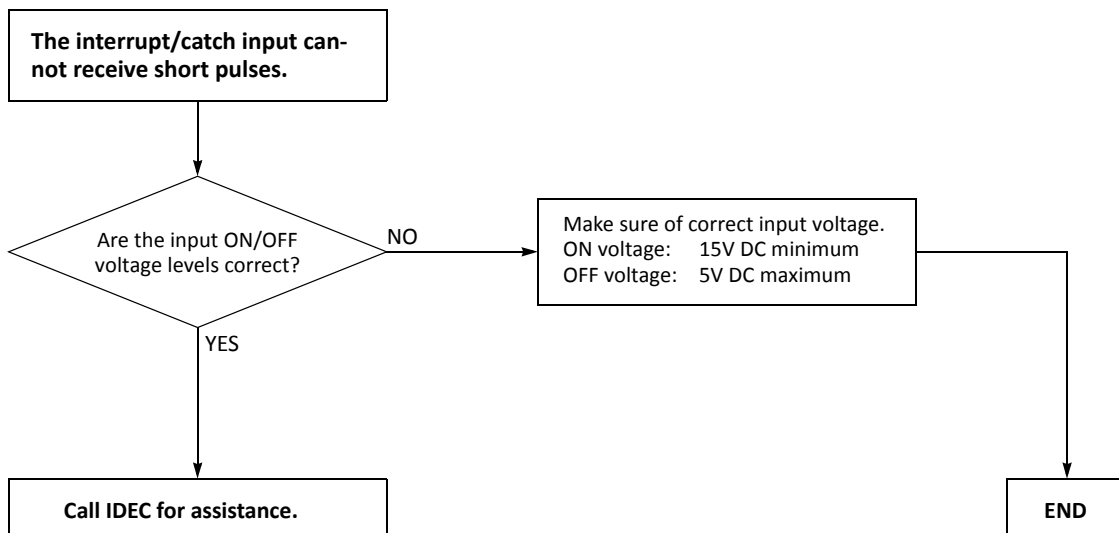 The interrupt/catch input can-
not receive short pulses.
Are the input ON/OFF
voltage levels correct?
NO
Make sure of correct input voltage.
ON voltage: 15V DC minimum
OFF voltage: 5V DC maximum
YES
Call IDEC for assistance.
END